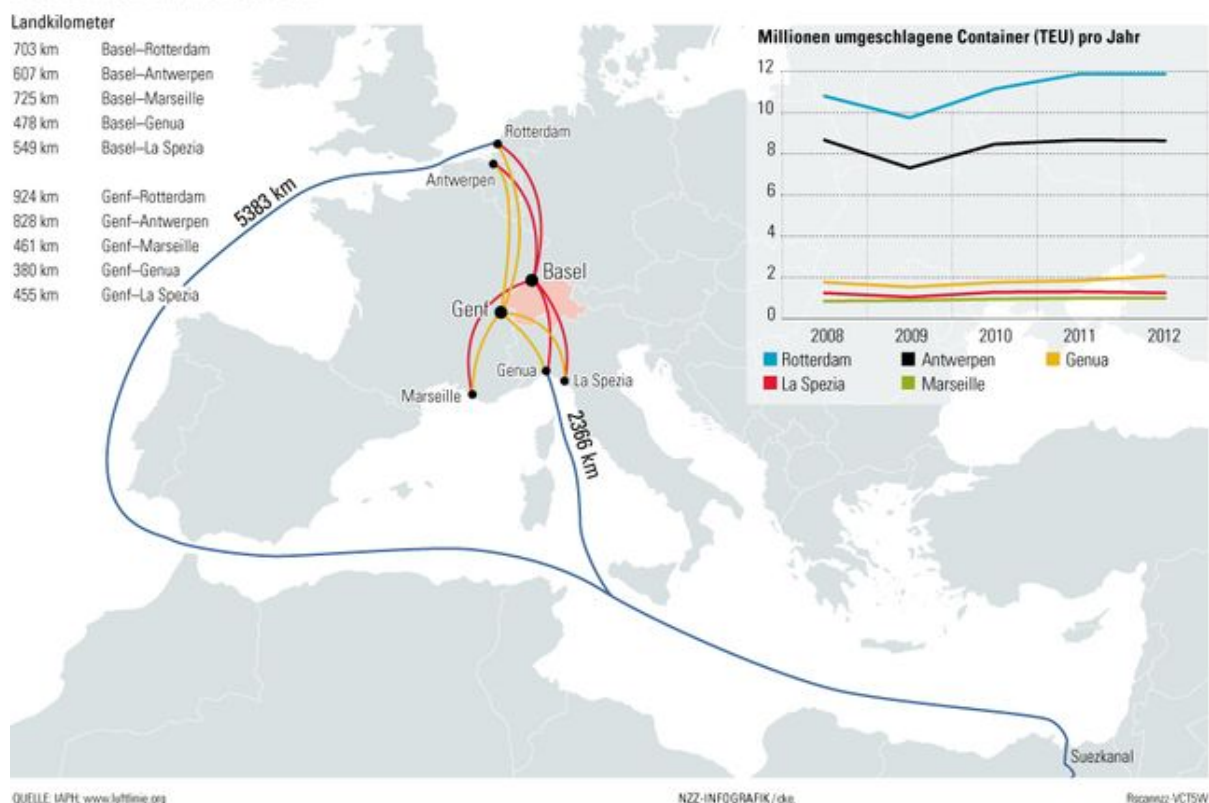 Landkilometer
703 km Basel–Rotterdam
607 km Basel–Antwerpen
725 km Basel–Marseille
478 km Basel–Genua
549 km Basel–La Spezia
924 km Genf–Rotterdam
828 km Genf–Antwerpen
461 km Genf–Marseille
380 km Genf–Genua
455 km Genf–La Spezia
Millionen umgeschlagene Container (TEU) pro Jahr
12
10
8
6
4
2
0
2008 2009 2010 2011 2012
Rotterdam Antwerpen Genua
La Spezia Marseille
Rotterdam
Antwerpen
5383 km
Basel
Genf
Genua
La Spezia
Marseille
2366 km
Suezkanal
QUELLE: IAPH; www.luftlinie.org
NZZ-INFOGRAFIK / cke.